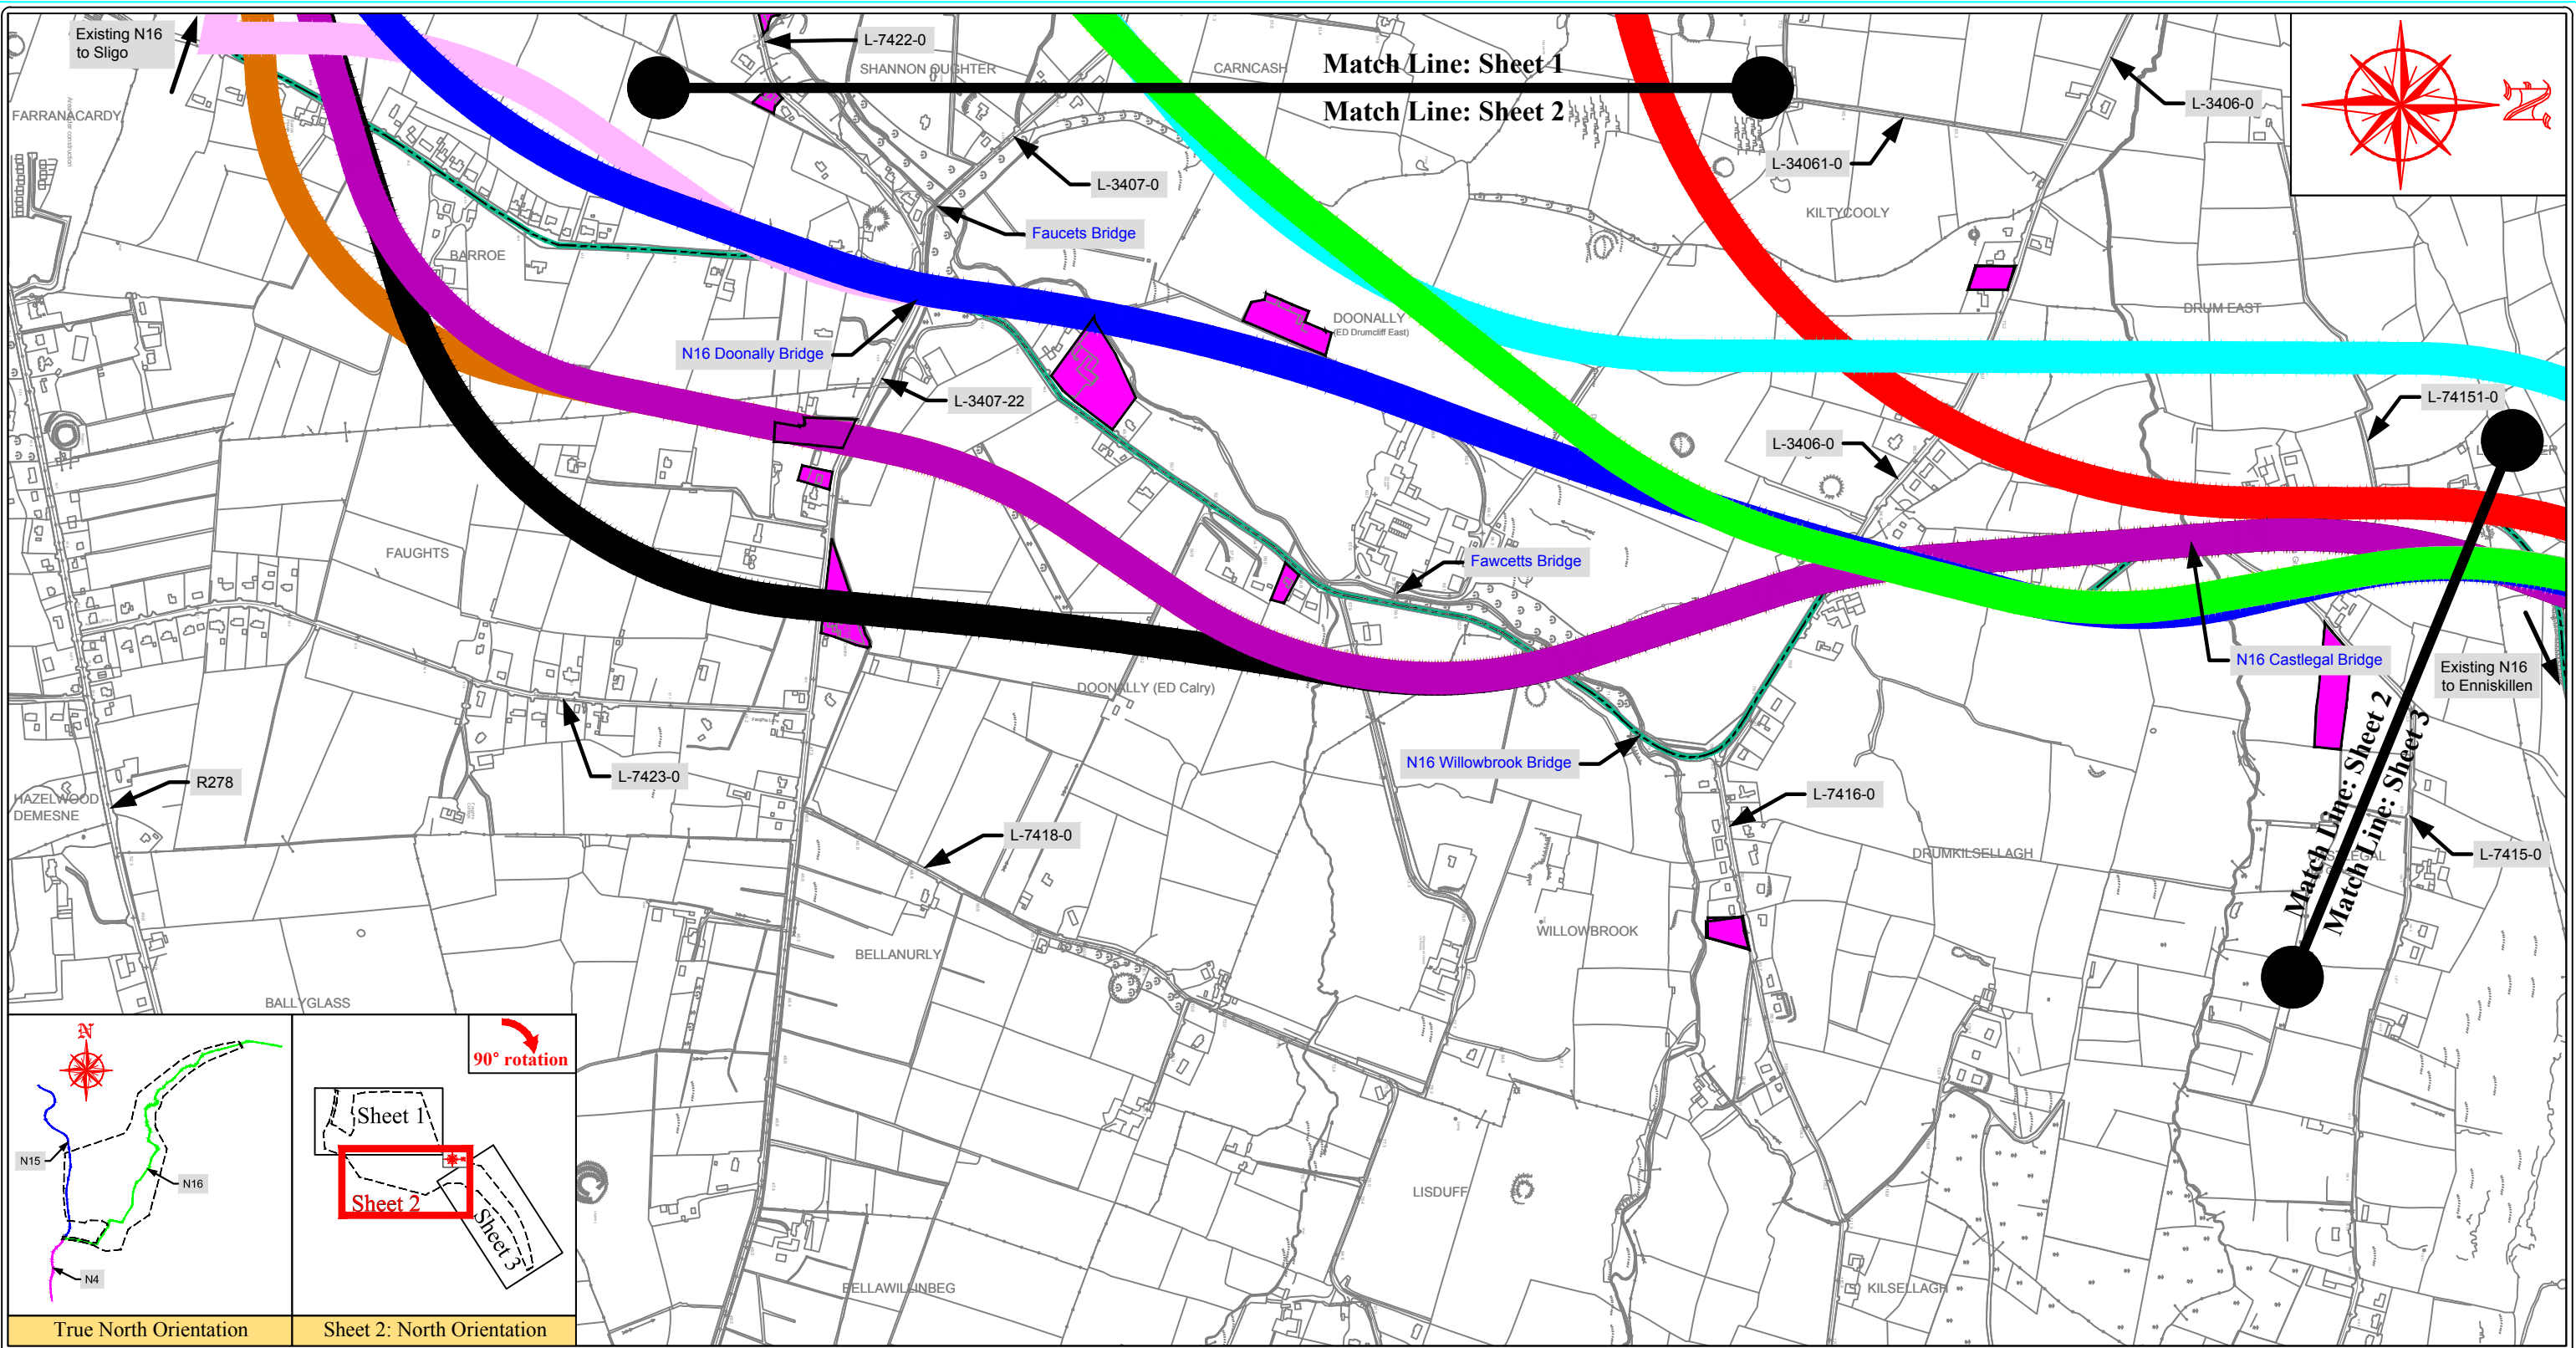 Existing N16
to Sligo
L-7422-0
SHANNON OUGHTER
CARNCASH
Match Line: Sheet 1
Match Line: Sheet 2
L-3406-0
N
FARRANACARDY
L-34061-0
L-3407-0
KILTYCOOLY
Faucets Bridge
BARROE
DRUM EAST
DOONALLY
(ED Drumcliff East)
N16 Doonally Bridge
L-3407-22
L-74151-0
L-3406-0
FAUGHTS
Fawcetts Bridge
N16 Castlegal Bridge
Existing N16
to Enniskillen
DOONALLY (ED Calry)
Match Line: Sheet 2
Match Line: Sheet 3
N16 Willowbrook Bridge
L-7423-0
R278
HAZELWOOD
DEMESNE
L-7416-0
L-7418-0
DRUMKILSELLAGH
L-7415-0
WILLOWBROOK
BELLANURLY
BALLYGLASS
N
90° rotation
Sheet 1
N15
N16
Sheet 2
Sheet 3
LISDUFF
N4
BELLAWILLINBEG
KILSELLAGH
True North Orientation
Sheet 2: North Orientation